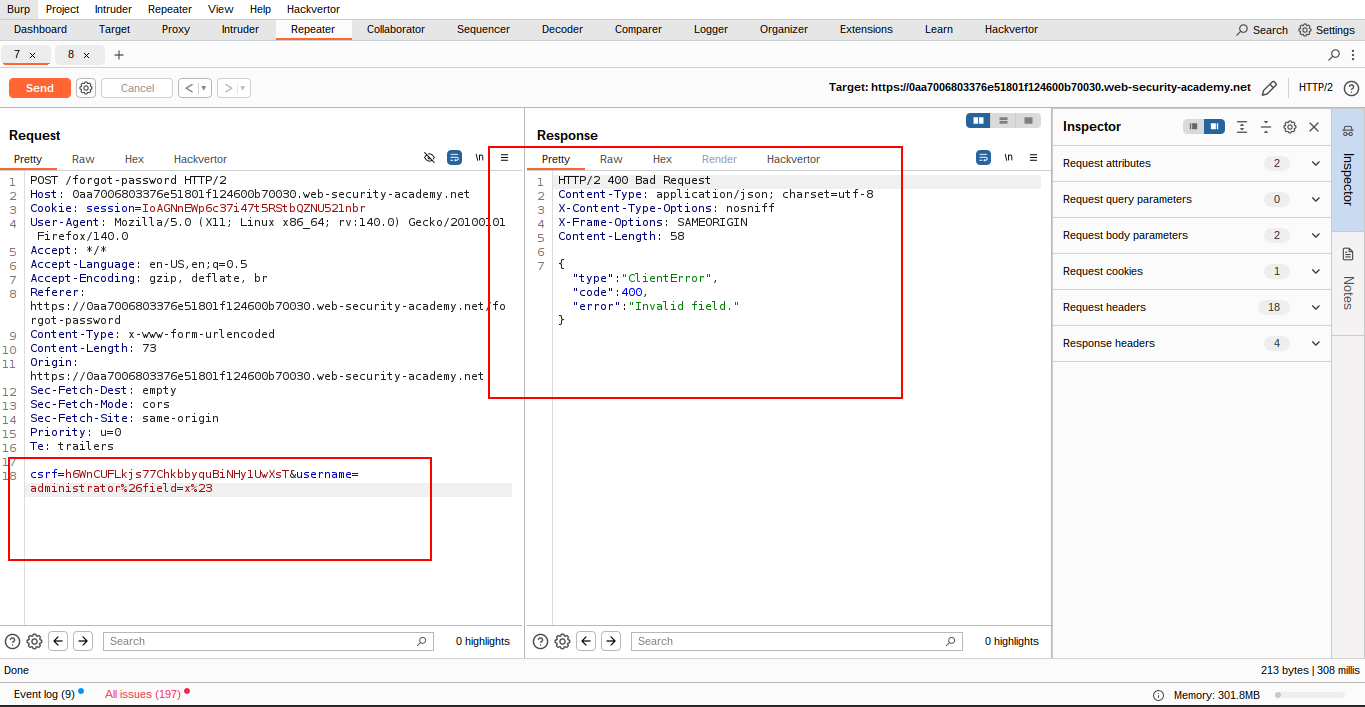 Burp Project Intruder Repeater View Help Hackvertor
Dashboard Target Proxy Intruder Repeater Collaborator Sequencer Decoder Comparer Logger Organizer Extensions Learn Hackvertor Search Settings
7 × 8 × +
Send Cancel < > Target: https://0aa7006803376e51801f124600b70030.web-security-academy.net HTTP/2
Request
Pretty Raw Hex Hackvertor \n
1 POST /forgot-password HTTP/2
2 Host: 0aa7006803376e51801f124600b70030.web-security-academy.net
3 Cookie: session=IoAGNnEWp6c37i47t5RStbQZNU521nbr
4 User-Agent: Mozilla/5.0 (X11; Linux x86_64; rv:140.0) Gecko/20100101
Firefox/140.0
5 Accept: */*
6 Accept-Language: en-US,en;q=0.5
7 Accept-Encoding: gzip, deflate, br
8 Referer:
https://0aa7006803376e51801f124600b70030.web-security-academy.net/fo
rgot-password
9 Content-Type: x-www-form-urlencoded
10 Content-Length: 73
11 Origin:
https://0aa7006803376e51801f124600b70030.web-security-academy.net
12 Sec-Fetch-Dest: empty
13 Sec-Fetch-Mode: cors
14 Sec-Fetch-Site: same-origin
15 Priority: u=0
16 Te: trailers
17
18 csrf=h6WnCUFLkjs77ChkbbyquBiNHy1UwXsT&username=
administrator%26field=x%23
Search 0 highlights
Response
Pretty Raw Hex Render Hackvertor \n
1 HTTP/2 400 Bad Request
2 Content-Type: application/json; charset=utf-8
3 X-Content-Type-Options: nosniff
4 X-Frame-Options: SAMEORIGIN
5 Content-Length: 58
6
7 {
"type":"ClientError",
"code":400,
"error":"Invalid field."
}
Search 0 highlights
Inspector
Request attributes 2
Request query parameters 0
Request body parameters 2
Request cookies 1
Request headers 18
Response headers 4
Inspector
Notes
Done 213 bytes | 308 millis
Event log (9) All issues (197) Memory: 301.8MB